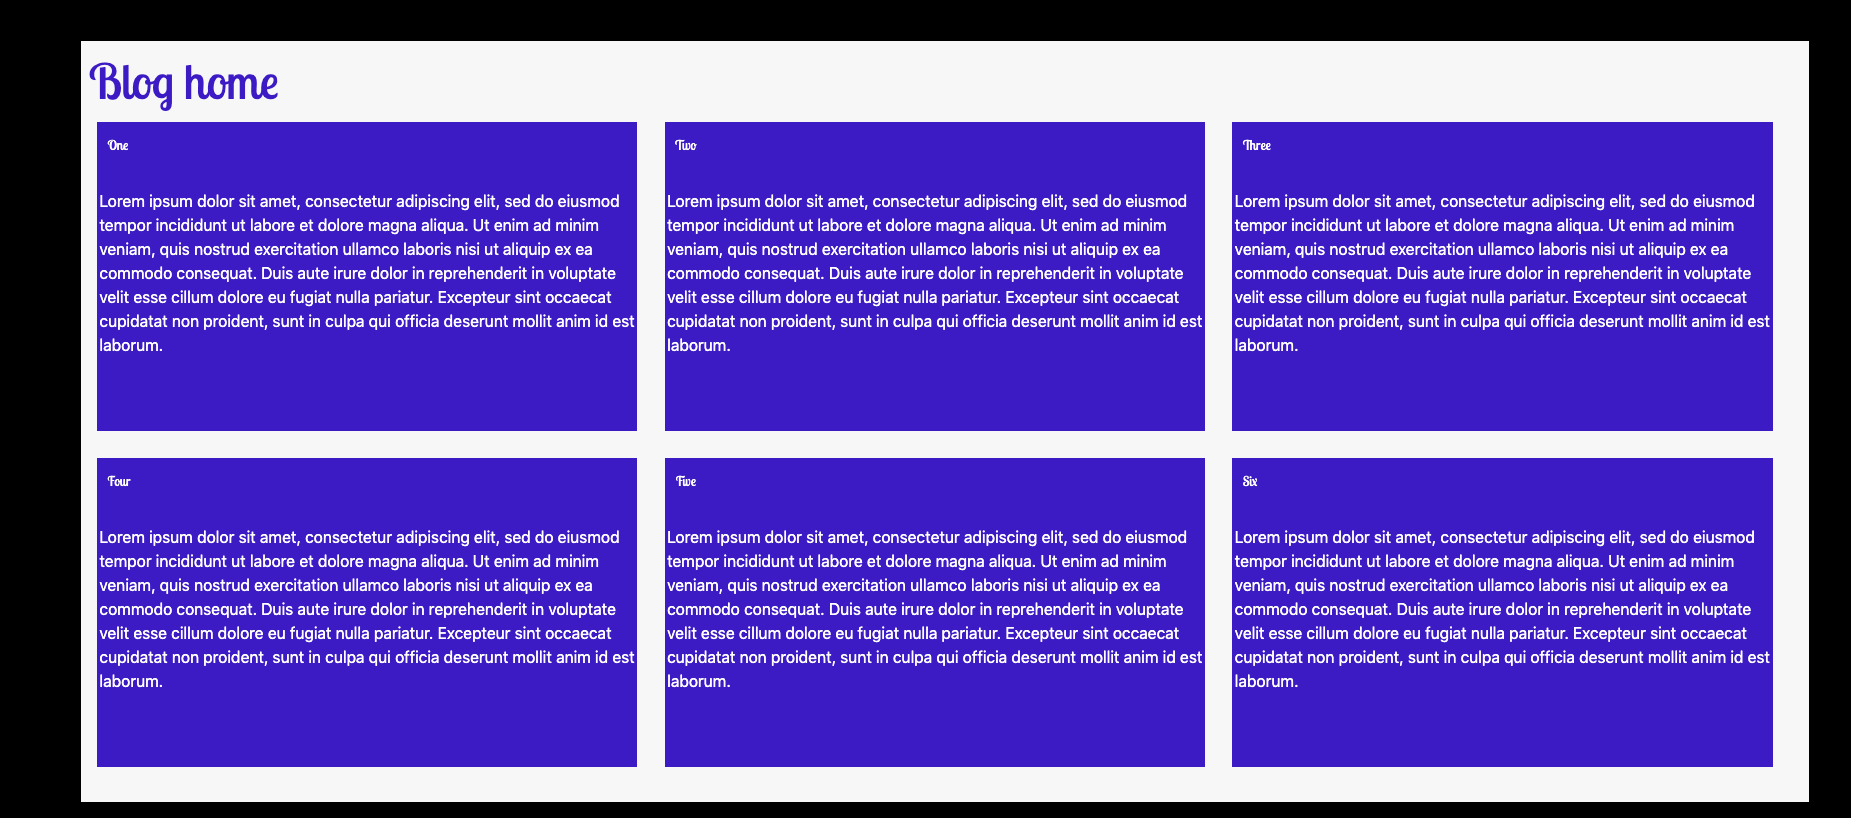 Blog home
One
Lorem ipsum dolor sit amet, consectetur adipiscing elit, sed do eiusmod
tempor incididunt ut labore et dolore magna aliqua. Ut enim ad minim
veniam, quis nostrud exercitation ullamco laboris nisi ut aliquip ex ea
commodo consequat. Duis aute irure dolor in reprehenderit in voluptate
velit esse cillum dolore eu fugiat nulla pariatur. Excepteur sint occaecat
cupidatat non proident, sunt in culpa qui officia deserunt mollit anim id est
laborum.
Two
Lorem ipsum dolor sit amet, consectetur adipiscing elit, sed do eiusmod
tempor incididunt ut labore et dolore magna aliqua. Ut enim ad minim
veniam, quis nostrud exercitation ullamco laboris nisi ut aliquip ex ea
commodo consequat. Duis aute irure dolor in reprehenderit in voluptate
velit esse cillum dolore eu fugiat nulla pariatur. Excepteur sint occaecat
cupidatat non proident, sunt in culpa qui officia deserunt mollit anim id est
laborum.
Three
Lorem ipsum dolor sit amet, consectetur adipiscing elit, sed do eiusmod
tempor incididunt ut labore et dolore magna aliqua. Ut enim ad minim
veniam, quis nostrud exercitation ullamco laboris nisi ut aliquip ex ea
commodo consequat. Duis aute irure dolor in reprehenderit in voluptate
velit esse cillum dolore eu fugiat nulla pariatur. Excepteur sint occaecat
cupidatat non proident, sunt in culpa qui officia deserunt mollit anim id est
laborum.
Four
Lorem ipsum dolor sit amet, consectetur adipiscing elit, sed do eiusmod
tempor incididunt ut labore et dolore magna aliqua. Ut enim ad minim
veniam, quis nostrud exercitation ullamco laboris nisi ut aliquip ex ea
commodo consequat. Duis aute irure dolor in reprehenderit in voluptate
velit esse cillum dolore eu fugiat nulla pariatur. Excepteur sint occaecat
cupidatat non proident, sunt in culpa qui officia deserunt mollit anim id est
laborum.
Five
Lorem ipsum dolor sit amet, consectetur adipiscing elit, sed do eiusmod
tempor incididunt ut labore et dolore magna aliqua. Ut enim ad minim
veniam, quis nostrud exercitation ullamco laboris nisi ut aliquip ex ea
commodo consequat. Duis aute irure dolor in reprehenderit in voluptate
velit esse cillum dolore eu fugiat nulla pariatur. Excepteur sint occaecat
cupidatat non proident, sunt in culpa qui officia deserunt mollit anim id est
laborum.
Six
Lorem ipsum dolor sit amet, consectetur adipiscing elit, sed do eiusmod
tempor incididunt ut labore et dolore magna aliqua. Ut enim ad minim
veniam, quis nostrud exercitation ullamco laboris nisi ut aliquip ex ea
commodo consequat. Duis aute irure dolor in reprehenderit in voluptate
velit esse cillum dolore eu fugiat nulla pariatur. Excepteur sint occaecat
cupidatat non proident, sunt in culpa qui officia deserunt mollit anim id est
laborum.